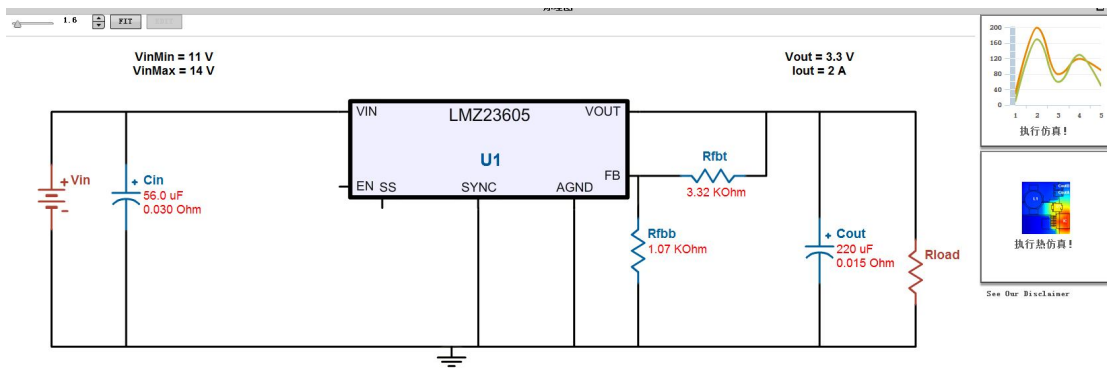 1.6
FIT
VinMin = 11 V
VinMax = 14 V
Vout = 3.3 V
Iout = 2 A
VIN
LMZ23605
VOUT
U1
FB
EN
SS
SYNC
AGND
Rfbt
3.32 KOhm
Vin
Cin
56.0 uF
0.030 Ohm
Rfbb
1.07 KOhm
Cout
220 uF
0.015 Ohm
Rload
200
160
120
80
40
0
1 2 3 4 5
执行仿真!
执行热仿真!
See Our Disclaimer